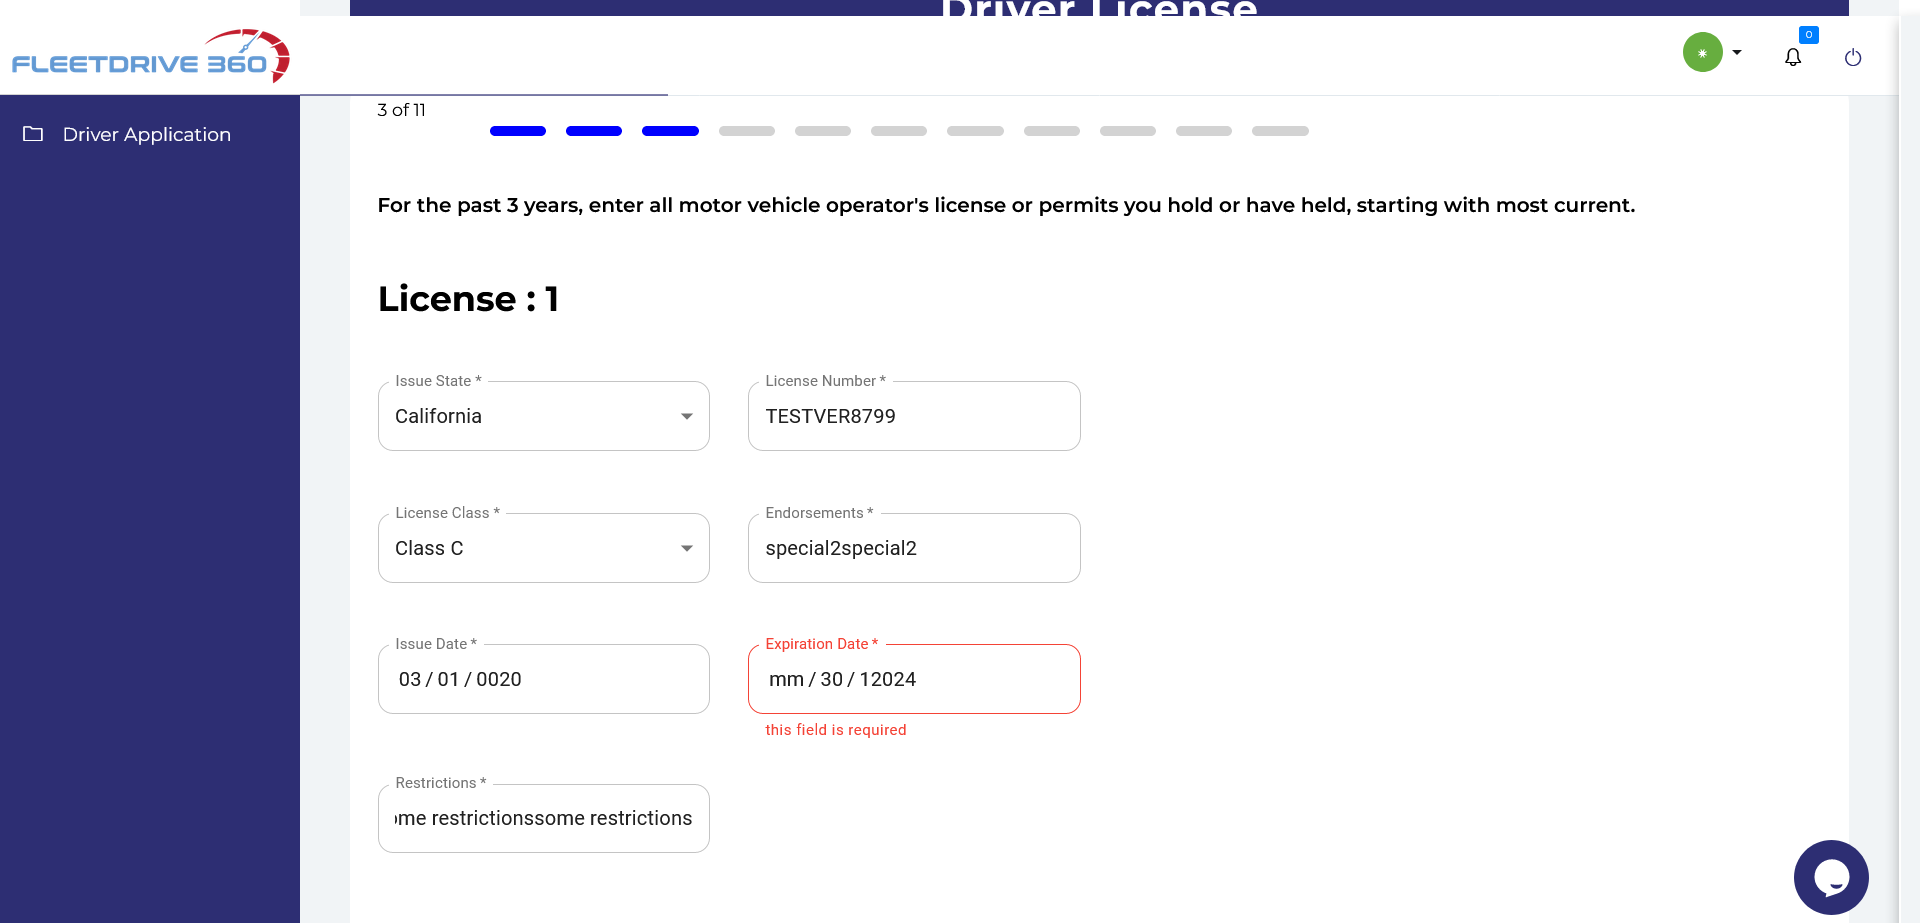 Driver License
FLEETDRIVE 360
0
Driver Application
3 of 11
For the past 3 years, enter all motor vehicle operator's license or permits you hold or have held, starting with most current.
License : 1
Issue State *
California
License Number *
TESTVER8799
License Class *
Class C
Endorsements *
special2special2
Issue Date *
03 / 01 / 0020
Expiration Date *
mm / 30 / 12024
this field is required
Restrictions *
ome restrictionssome restrictions